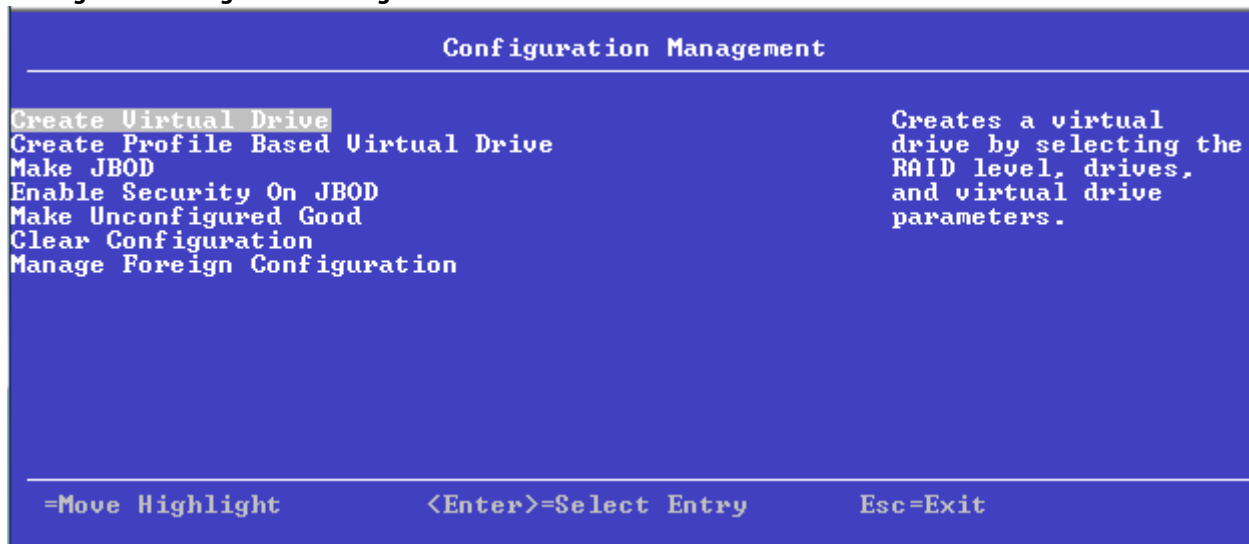 Configuration Management
Create Virtual Drive
Create Profile Based Virtual Drive
Make JBOD
Enable Security On JBOD
Make Unconfigured Good
Clear Configuration
Manage Foreign Configuration
Creates a virtual
drive by selecting the
RAID level, drives,
and virtual drive
parameters.
=Move Highlight <Enter>=Select Entry Esc=Exit